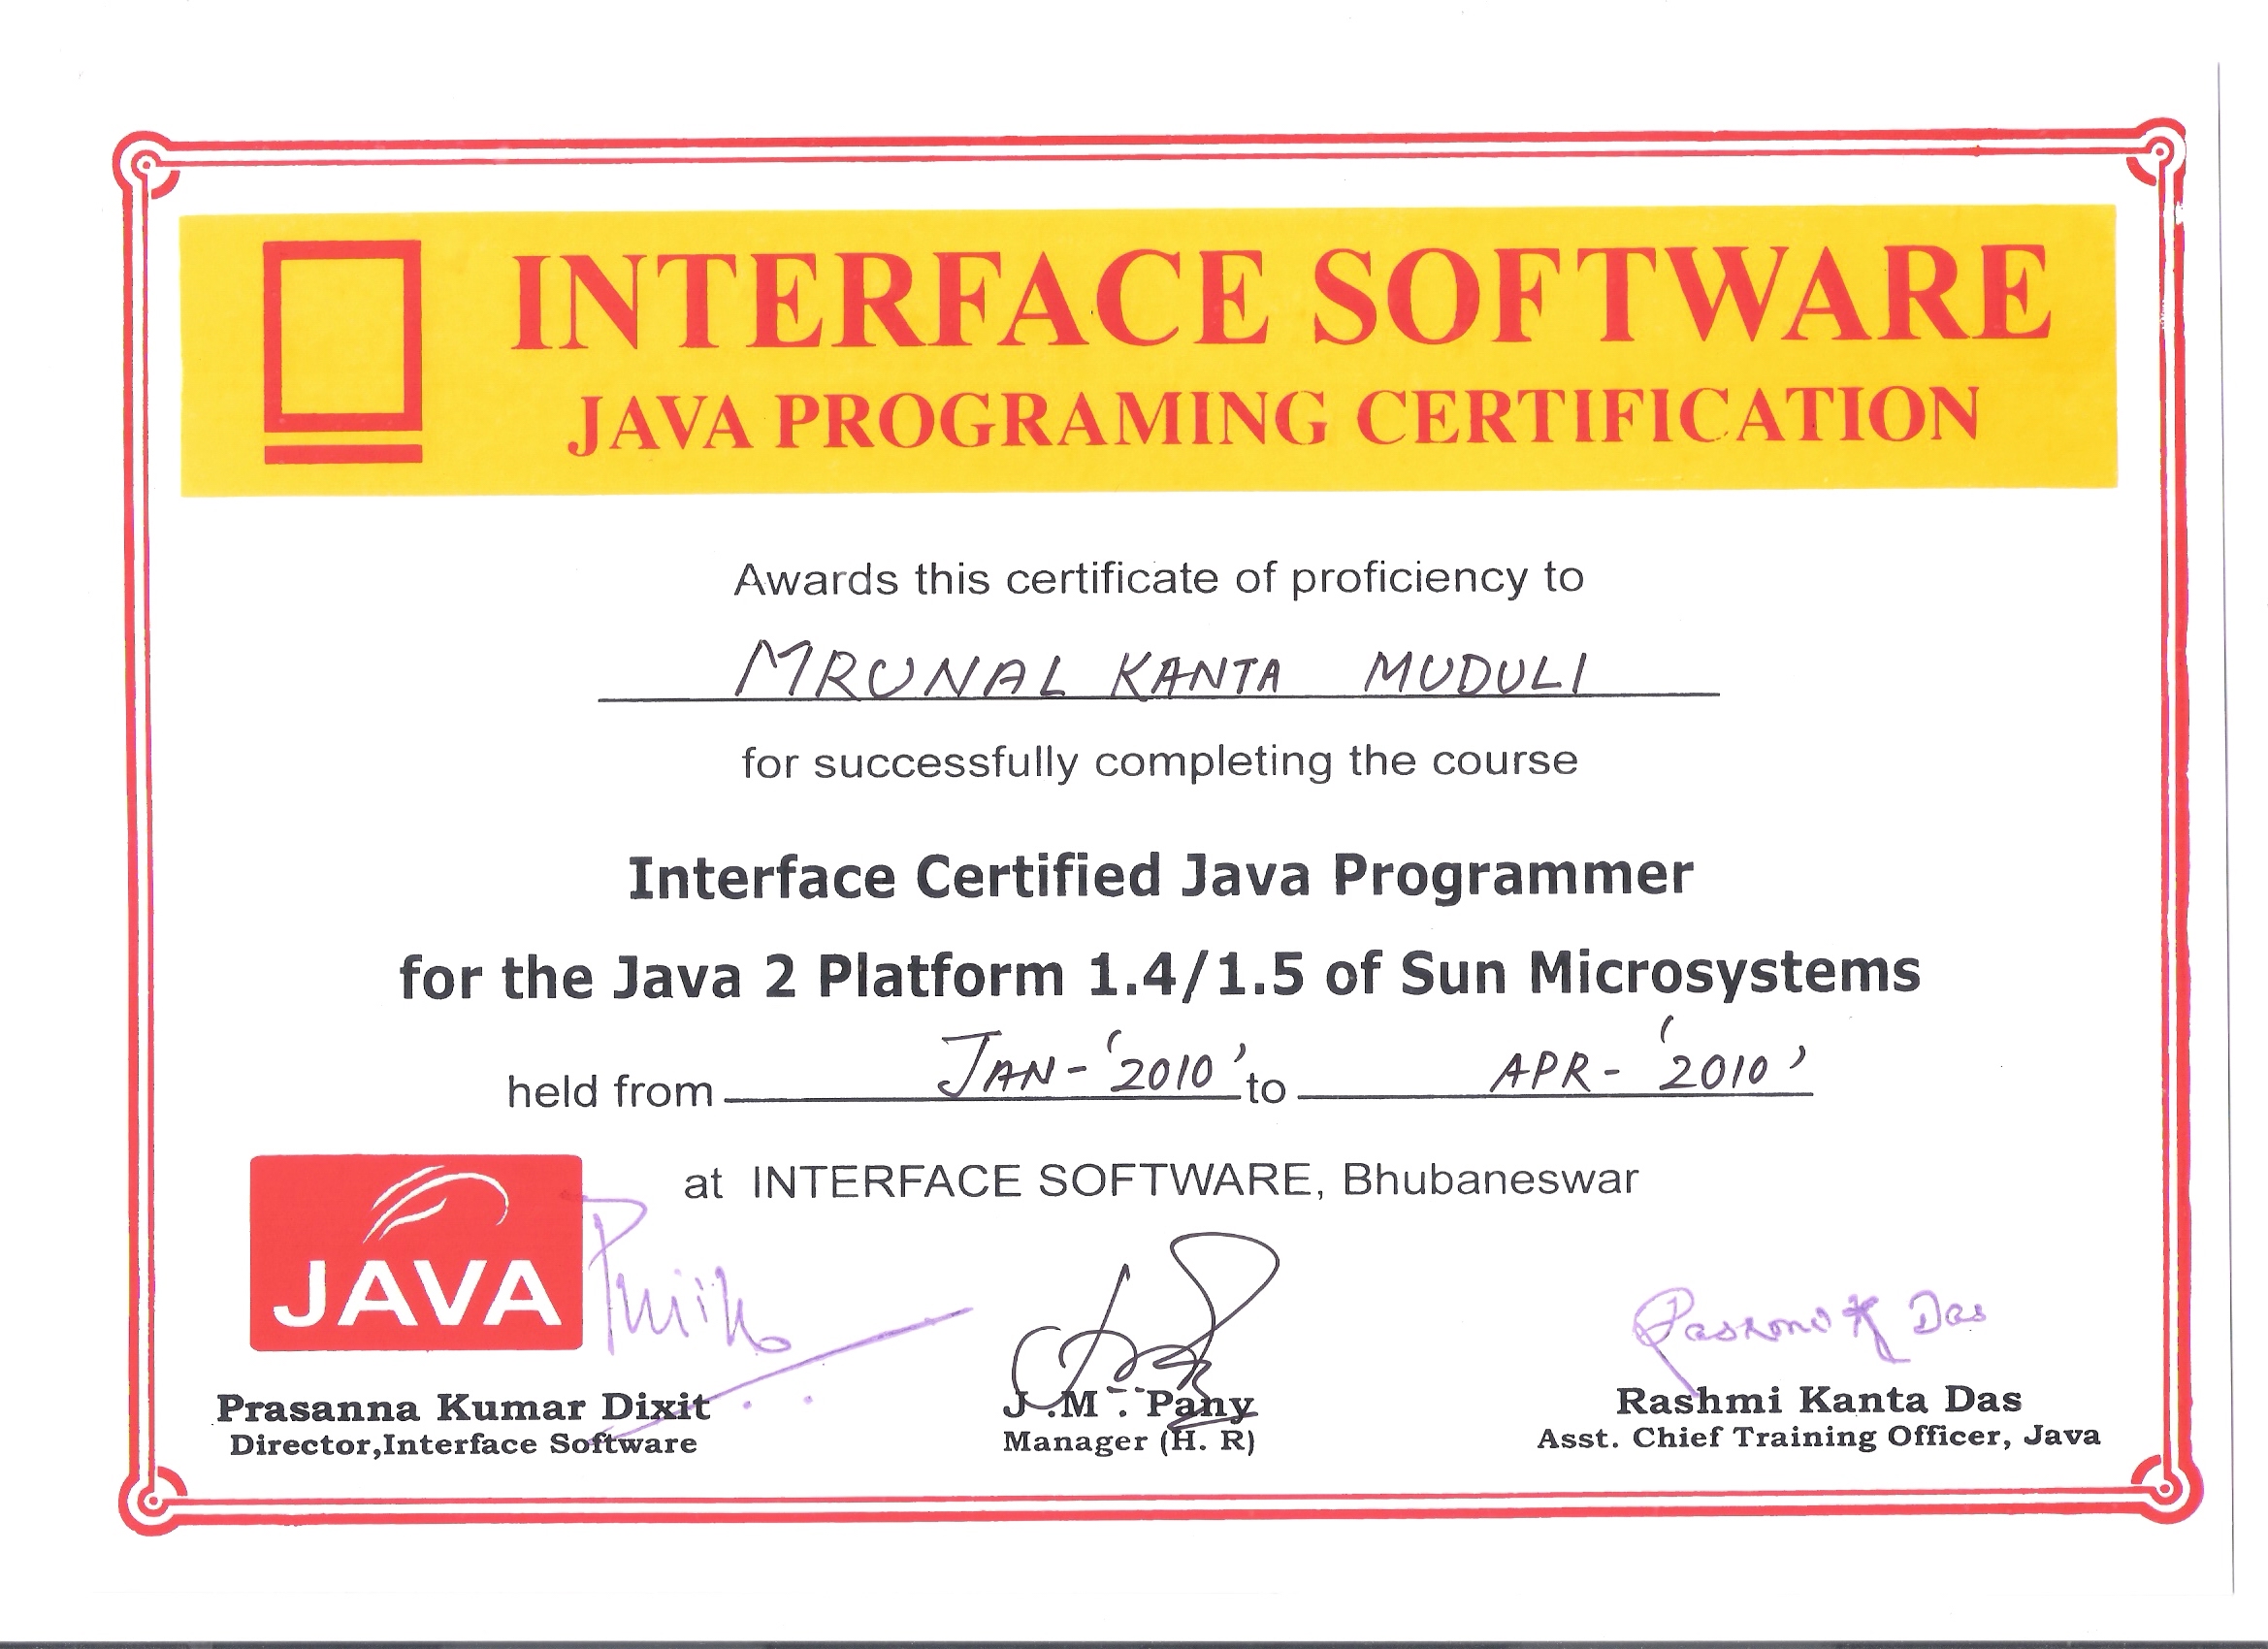 INTERFACE SOFTWARE
JAVA PROGRAMING CERTIFICATION
Awards this certificate of proficiency to
MRUNAL KANTA MUDULI
for successfully completing the course
Interface Certified Java Programmer
for the Java 2 Platform 1.4/1.5 of Sun Microsystems
held from JAN-'2010' to APR-'2010'
at INTERFACE SOFTWARE, Bhubaneswar
JAVA
Prasanna Kumar Dixit
Director,Interface Software
J.M. Pany
Manager (H. R)
Rashmi Kanta Das
Asst. Chief Training Officer, Java